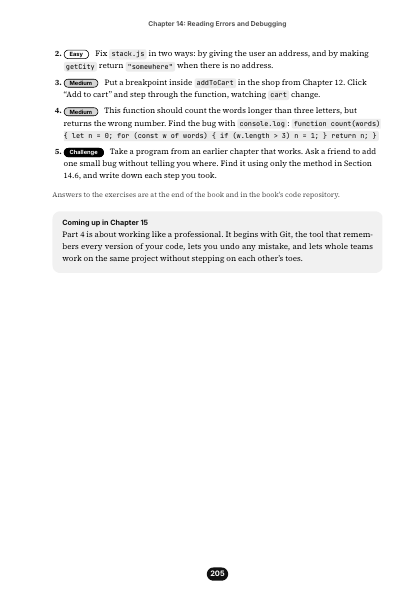 Chapter 14: Reading Errors and Debugging
2. Easy Fix stack.js in two ways: by giving the user an address, and by making
getCity return "somewhere" when there is no address.
3. Medium Put a breakpoint inside addToCart in the shop from Chapter 12. Click
“Add to cart” and step through the function, watching cart change.
4. Medium This function should count the words longer than three letters, but
returns the wrong number. Find the bug with console.log: function count(words)
{ let n = 0; for (const w of words) { if (w.length > 3) n = 1; } return n; }
5. Challenge Take a program from an earlier chapter that works. Ask a friend to add
one small bug without telling you where. Find it using only the method in Section
14.6, and write down each step you took.
Answers to the exercises are at the end of the book and in the book’s code repository.
Coming up in Chapter 15
Part 4 is about working like a professional. It begins with Git, the tool that remem-
bers every version of your code, lets you undo any mistake, and lets whole teams
work on the same project without stepping on each other’s toes.
205